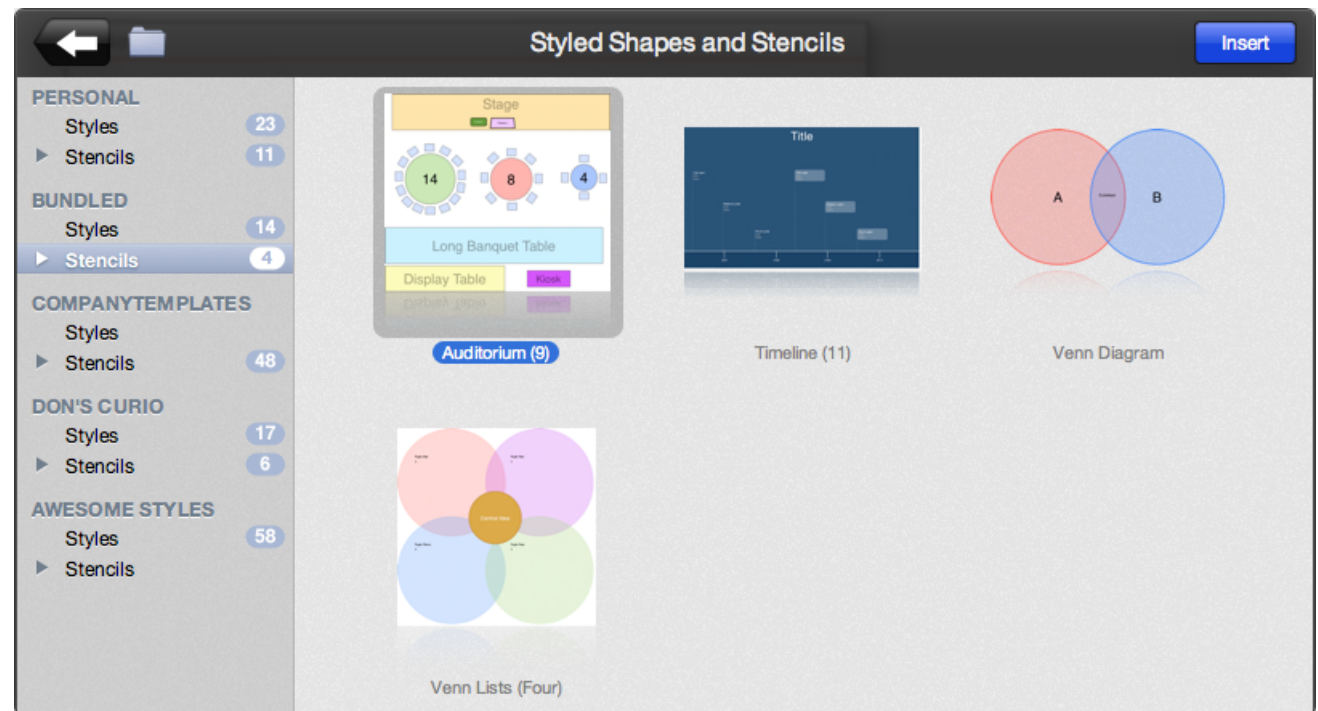 Styled Shapes and Stencils
Insert
PERSONAL
Styles 23
Stencils 11
BUNDLED
Styles 14
Stencils 4
COMPANYTEMPLATES
Styles
Stencils 48
DON'S CURIO
Styles 17
Stencils 6
AWESOME STYLES
Styles 58
Stencils
Stage
14
8
4
Long Banquet Table
Display Table
Kiosk
Auditorium (9)
Title
Timeline (11)
A
B
Venn Diagram
Venn Lists (Four)